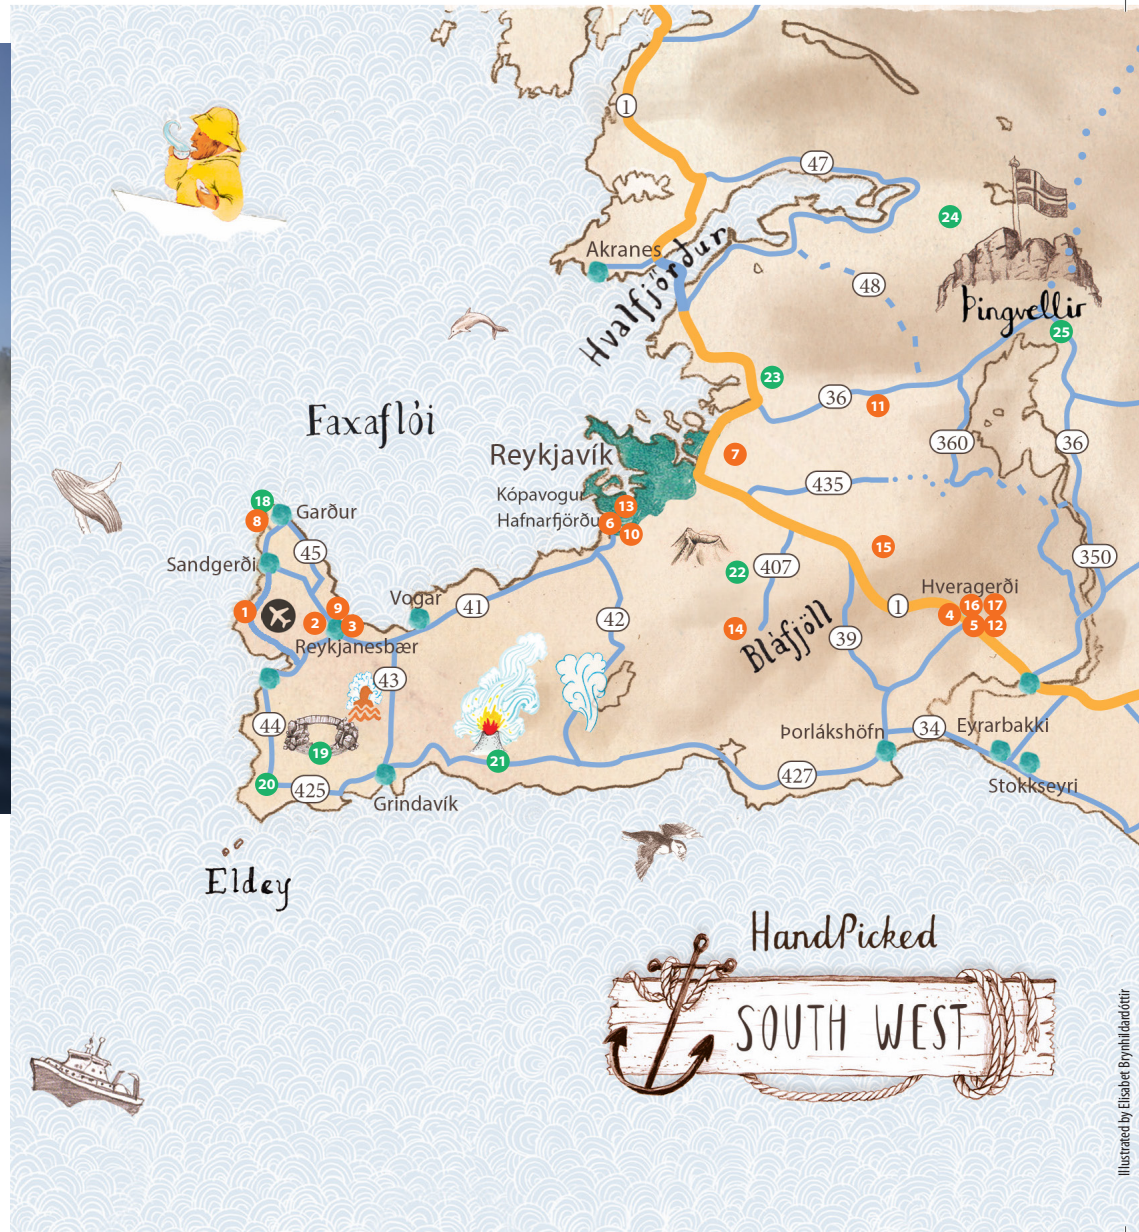 1
47
24
Akranes
Hvalfjörður
48
Þingvellir
25
23
36
11
Faxaflói
Reykjavík
360
36
7
Kópavogur
435
13
18
Garður
Hafnarfjörðu
6
8
10
45
15
350
Sandgerði
22
407
Hveragerði
Vogar
41
1
16
17
1
9
4
2
3
42
5
12
14
Reykjanesbær
Bláfjöll
39
43
44
19
Þorlákshöfn
34
Eyrarbakki
21
20
425
427
Stokkseyri
Grindavík
Eldey
HandPicked
SOUTH WEST
Illustrated by Elísabet Brynhildardóttir